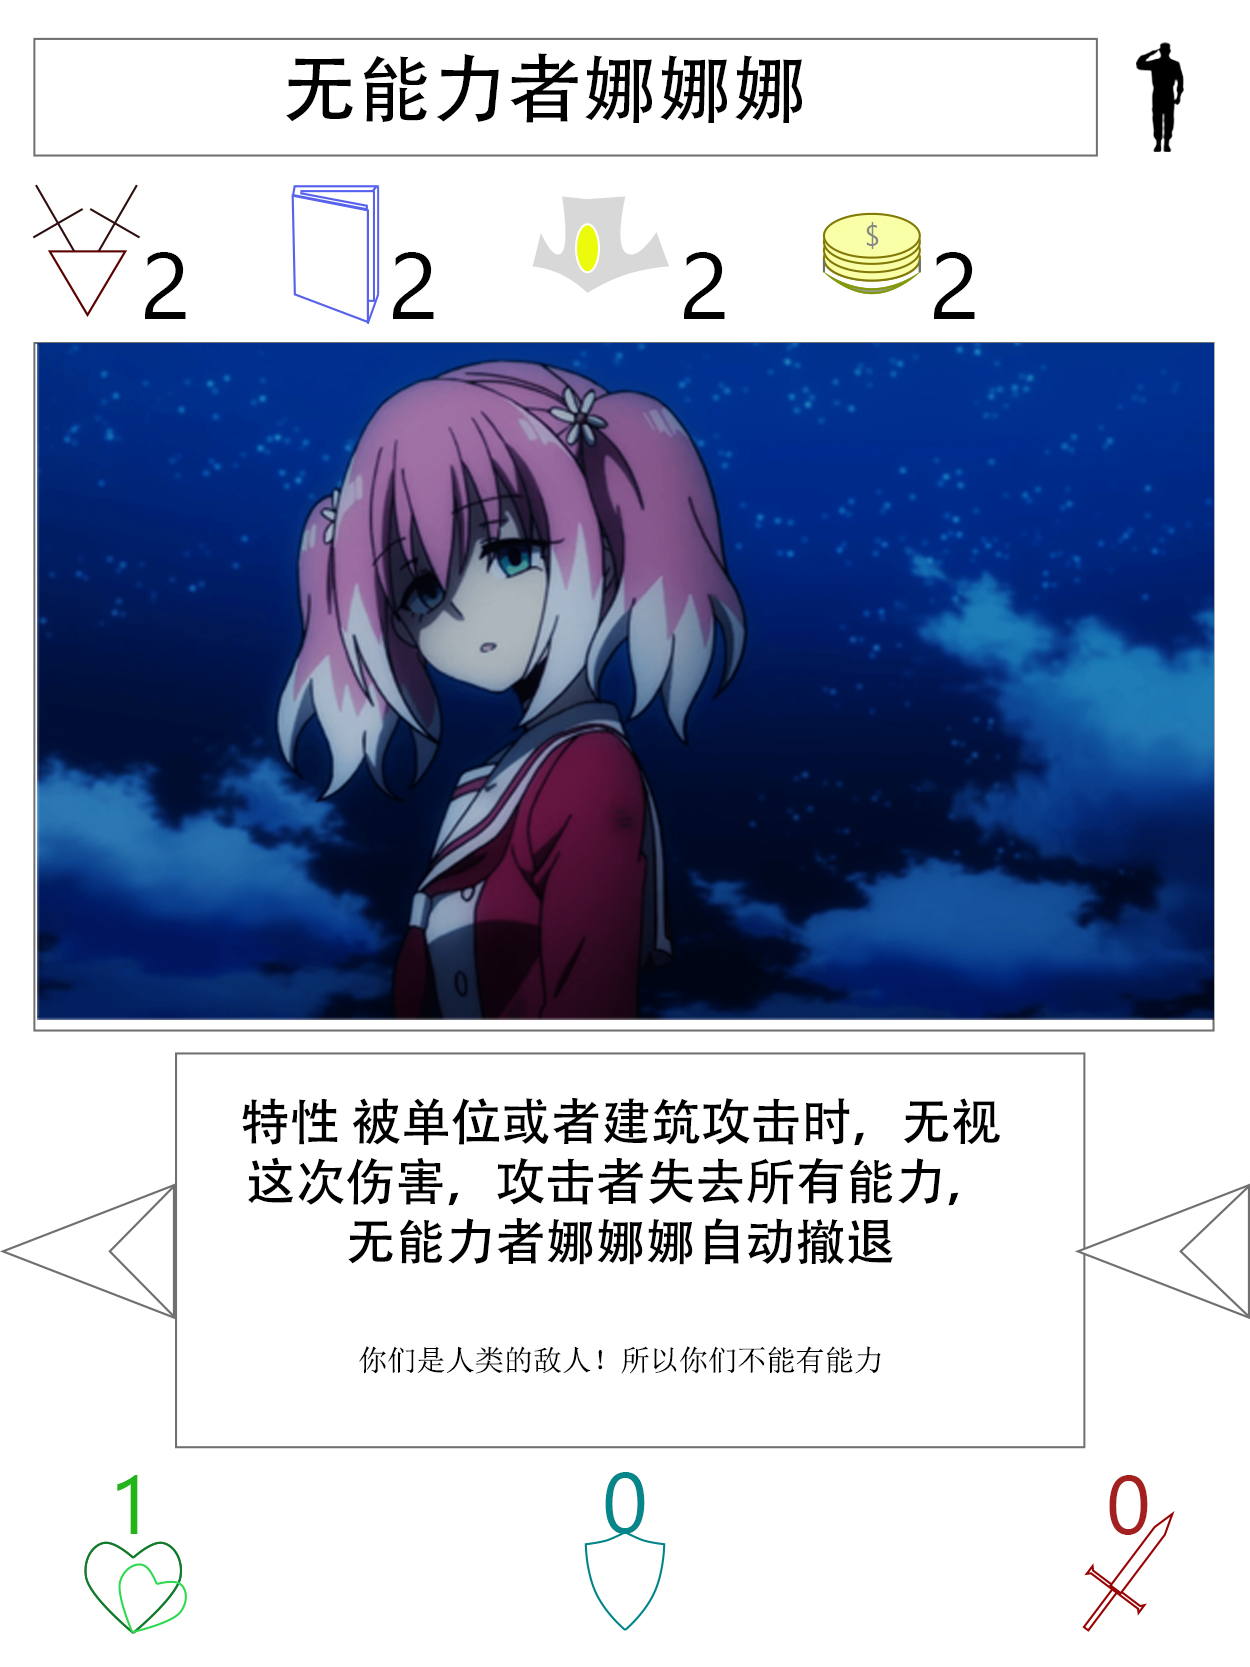 无能力者娜娜娜
2
2
2
$
2
特性 被单位或者建筑攻击时，无视
这次伤害，攻击者失去所有能力，
无能力者娜娜娜自动撤退
你们是人类的敌人！所以你们不能有能力
1
0
0